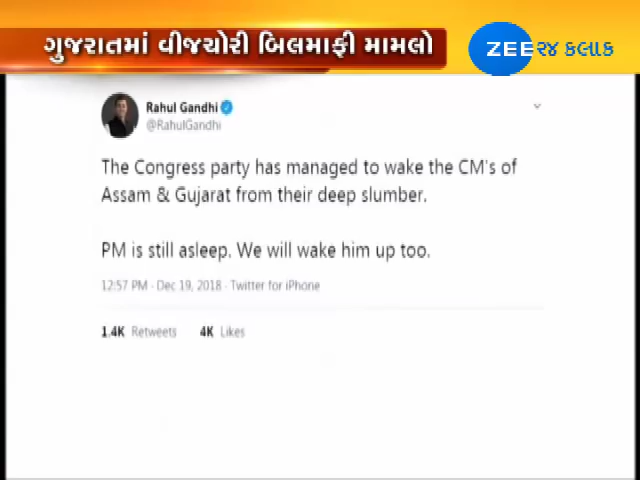 ગુજરાતમાં વીજચોરી બિલમાફી મામલો
ZEE ૨૪ કલાક
Rahul Gandhi
@RahulGandhi
The Congress party has managed to wake the CM's of
Assam & Gujarat from their deep slumber.
PM is still asleep. We will wake him up too.
12:57 PM - Dec 19, 2018 - Twitter for iPhone
1.4K Retweets 4K Likes